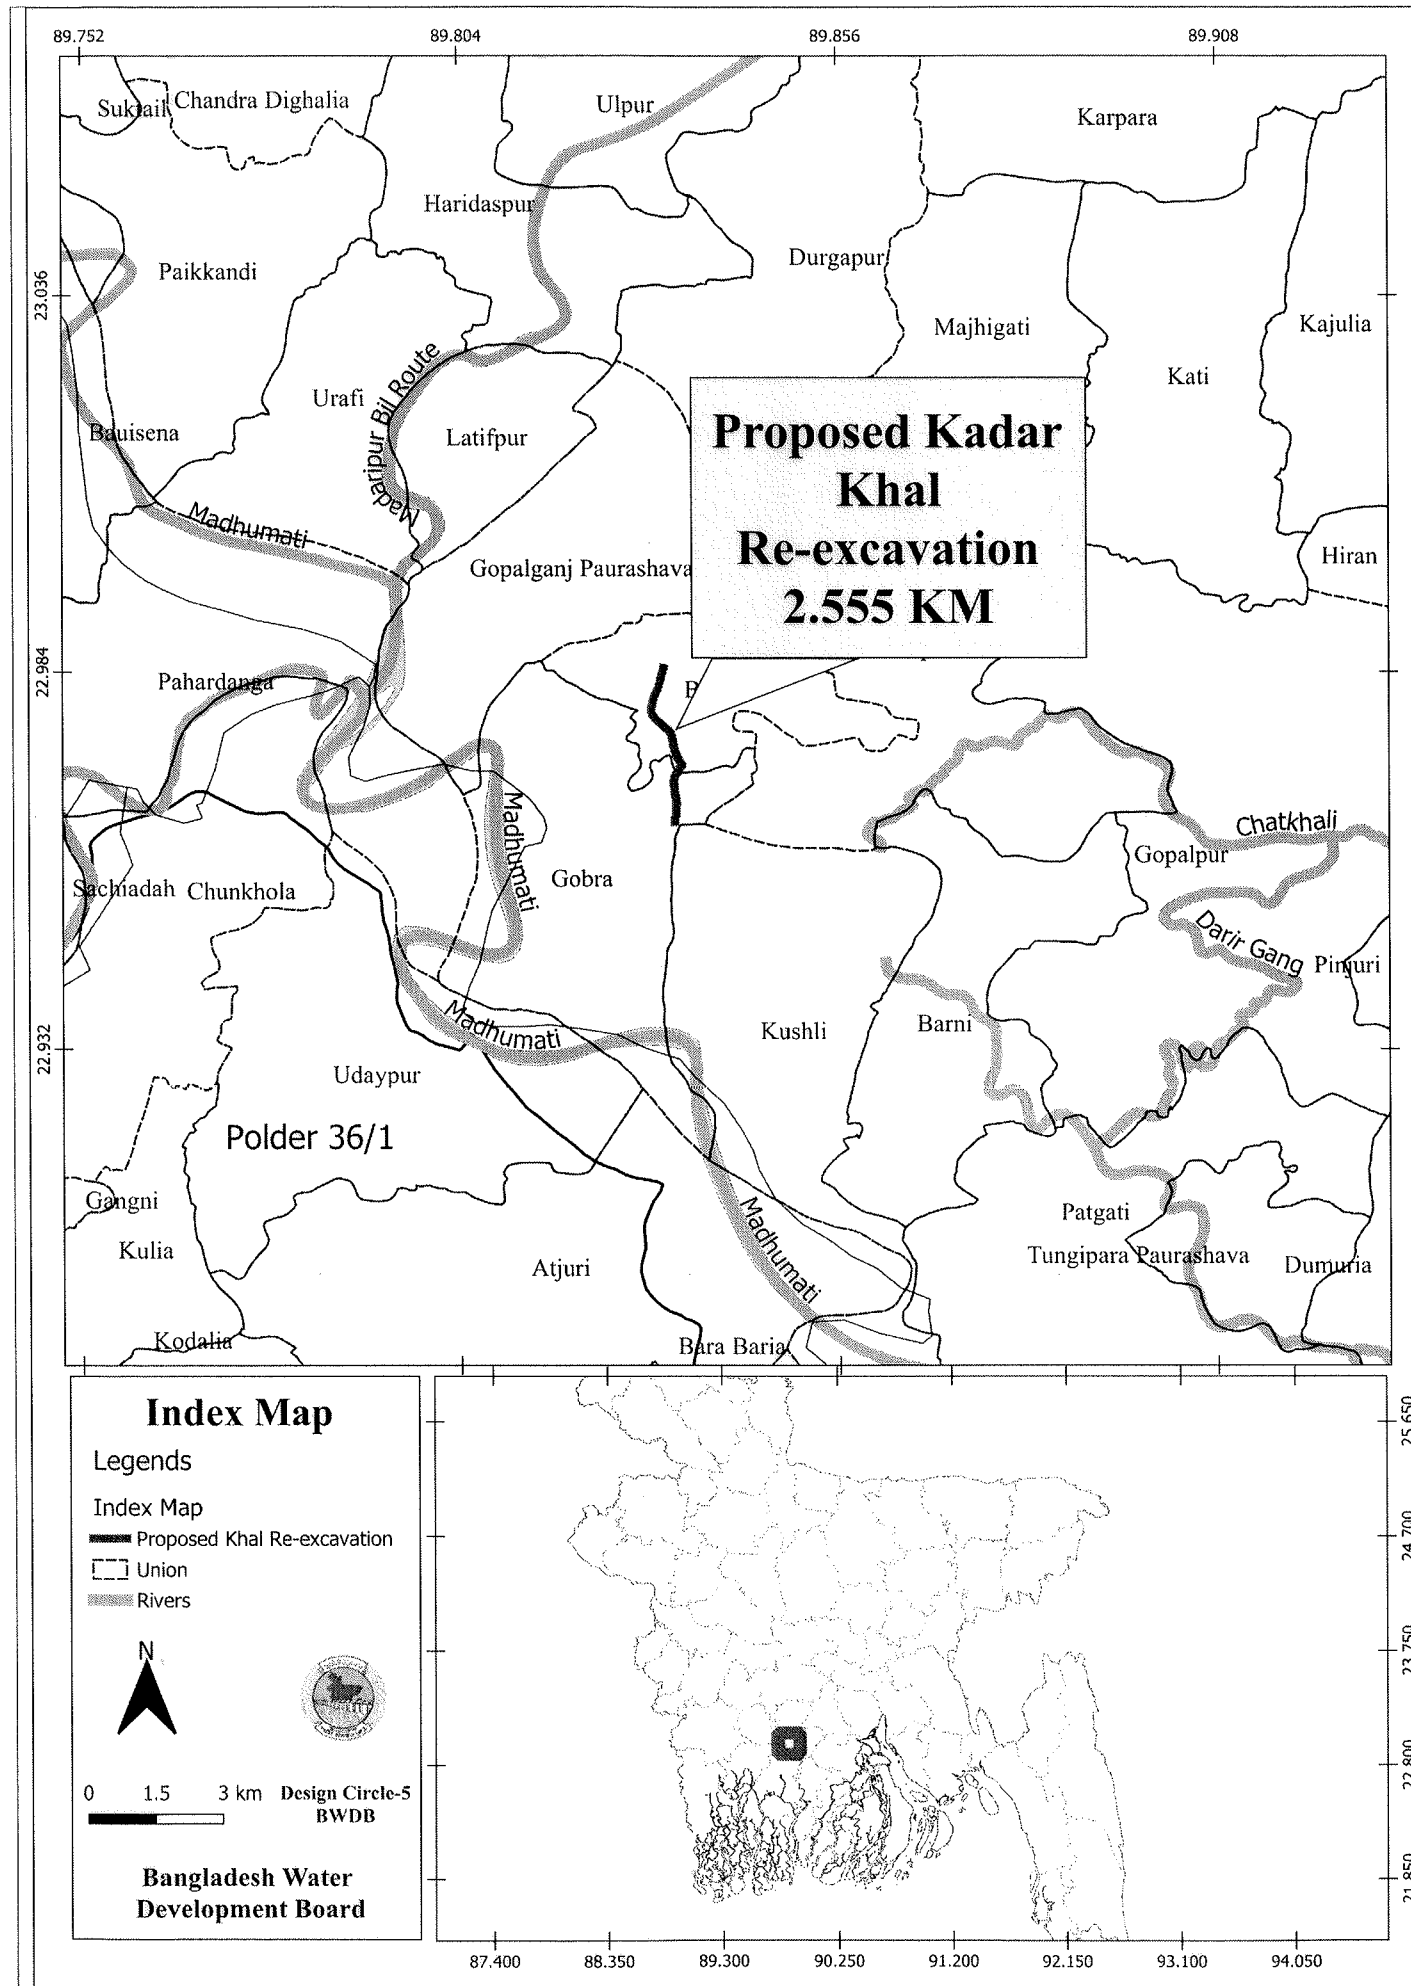 89.752
89.804
89.856
89.908
Suktail
Chandra Dighalia
Ulpur
Karpara
Haridaspur
Durgapur
Paikkandi
23.036
Majhigati
Kajulia
Urafi
Madaripur Bil Route
Latifpur
Kati
Bauisena
Proposed Kadar
Khal
Re-excavation
2.555 KM
Madhumati
Gopalganj Paurashava
Hiran
22.984
Pahardanga
B
Madhumati
Chatkhali
Gopalpur
Sachiadah
Chunkhola
Gobra
Darir Gang
Pinjuri
22.932
Madhumati
Kushli
Barni
Udaypur
Polder 36/1
Gangni
Kulia
Patgati
Madhumati
Tungipara Paurashava
Dumuria
Atjuri
Kodalia
Bara Baria
Index Map
Legends
Index Map
Proposed Khal Re-excavation
Union
Rivers
N
0 1.5 3 km
Design Circle-5
BWDB
Bangladesh Water
Development Board
25.650
24.700
23.750
22.800
21.850
87.400
88.350
89.300
90.250
91.200
92.150
93.100
94.050